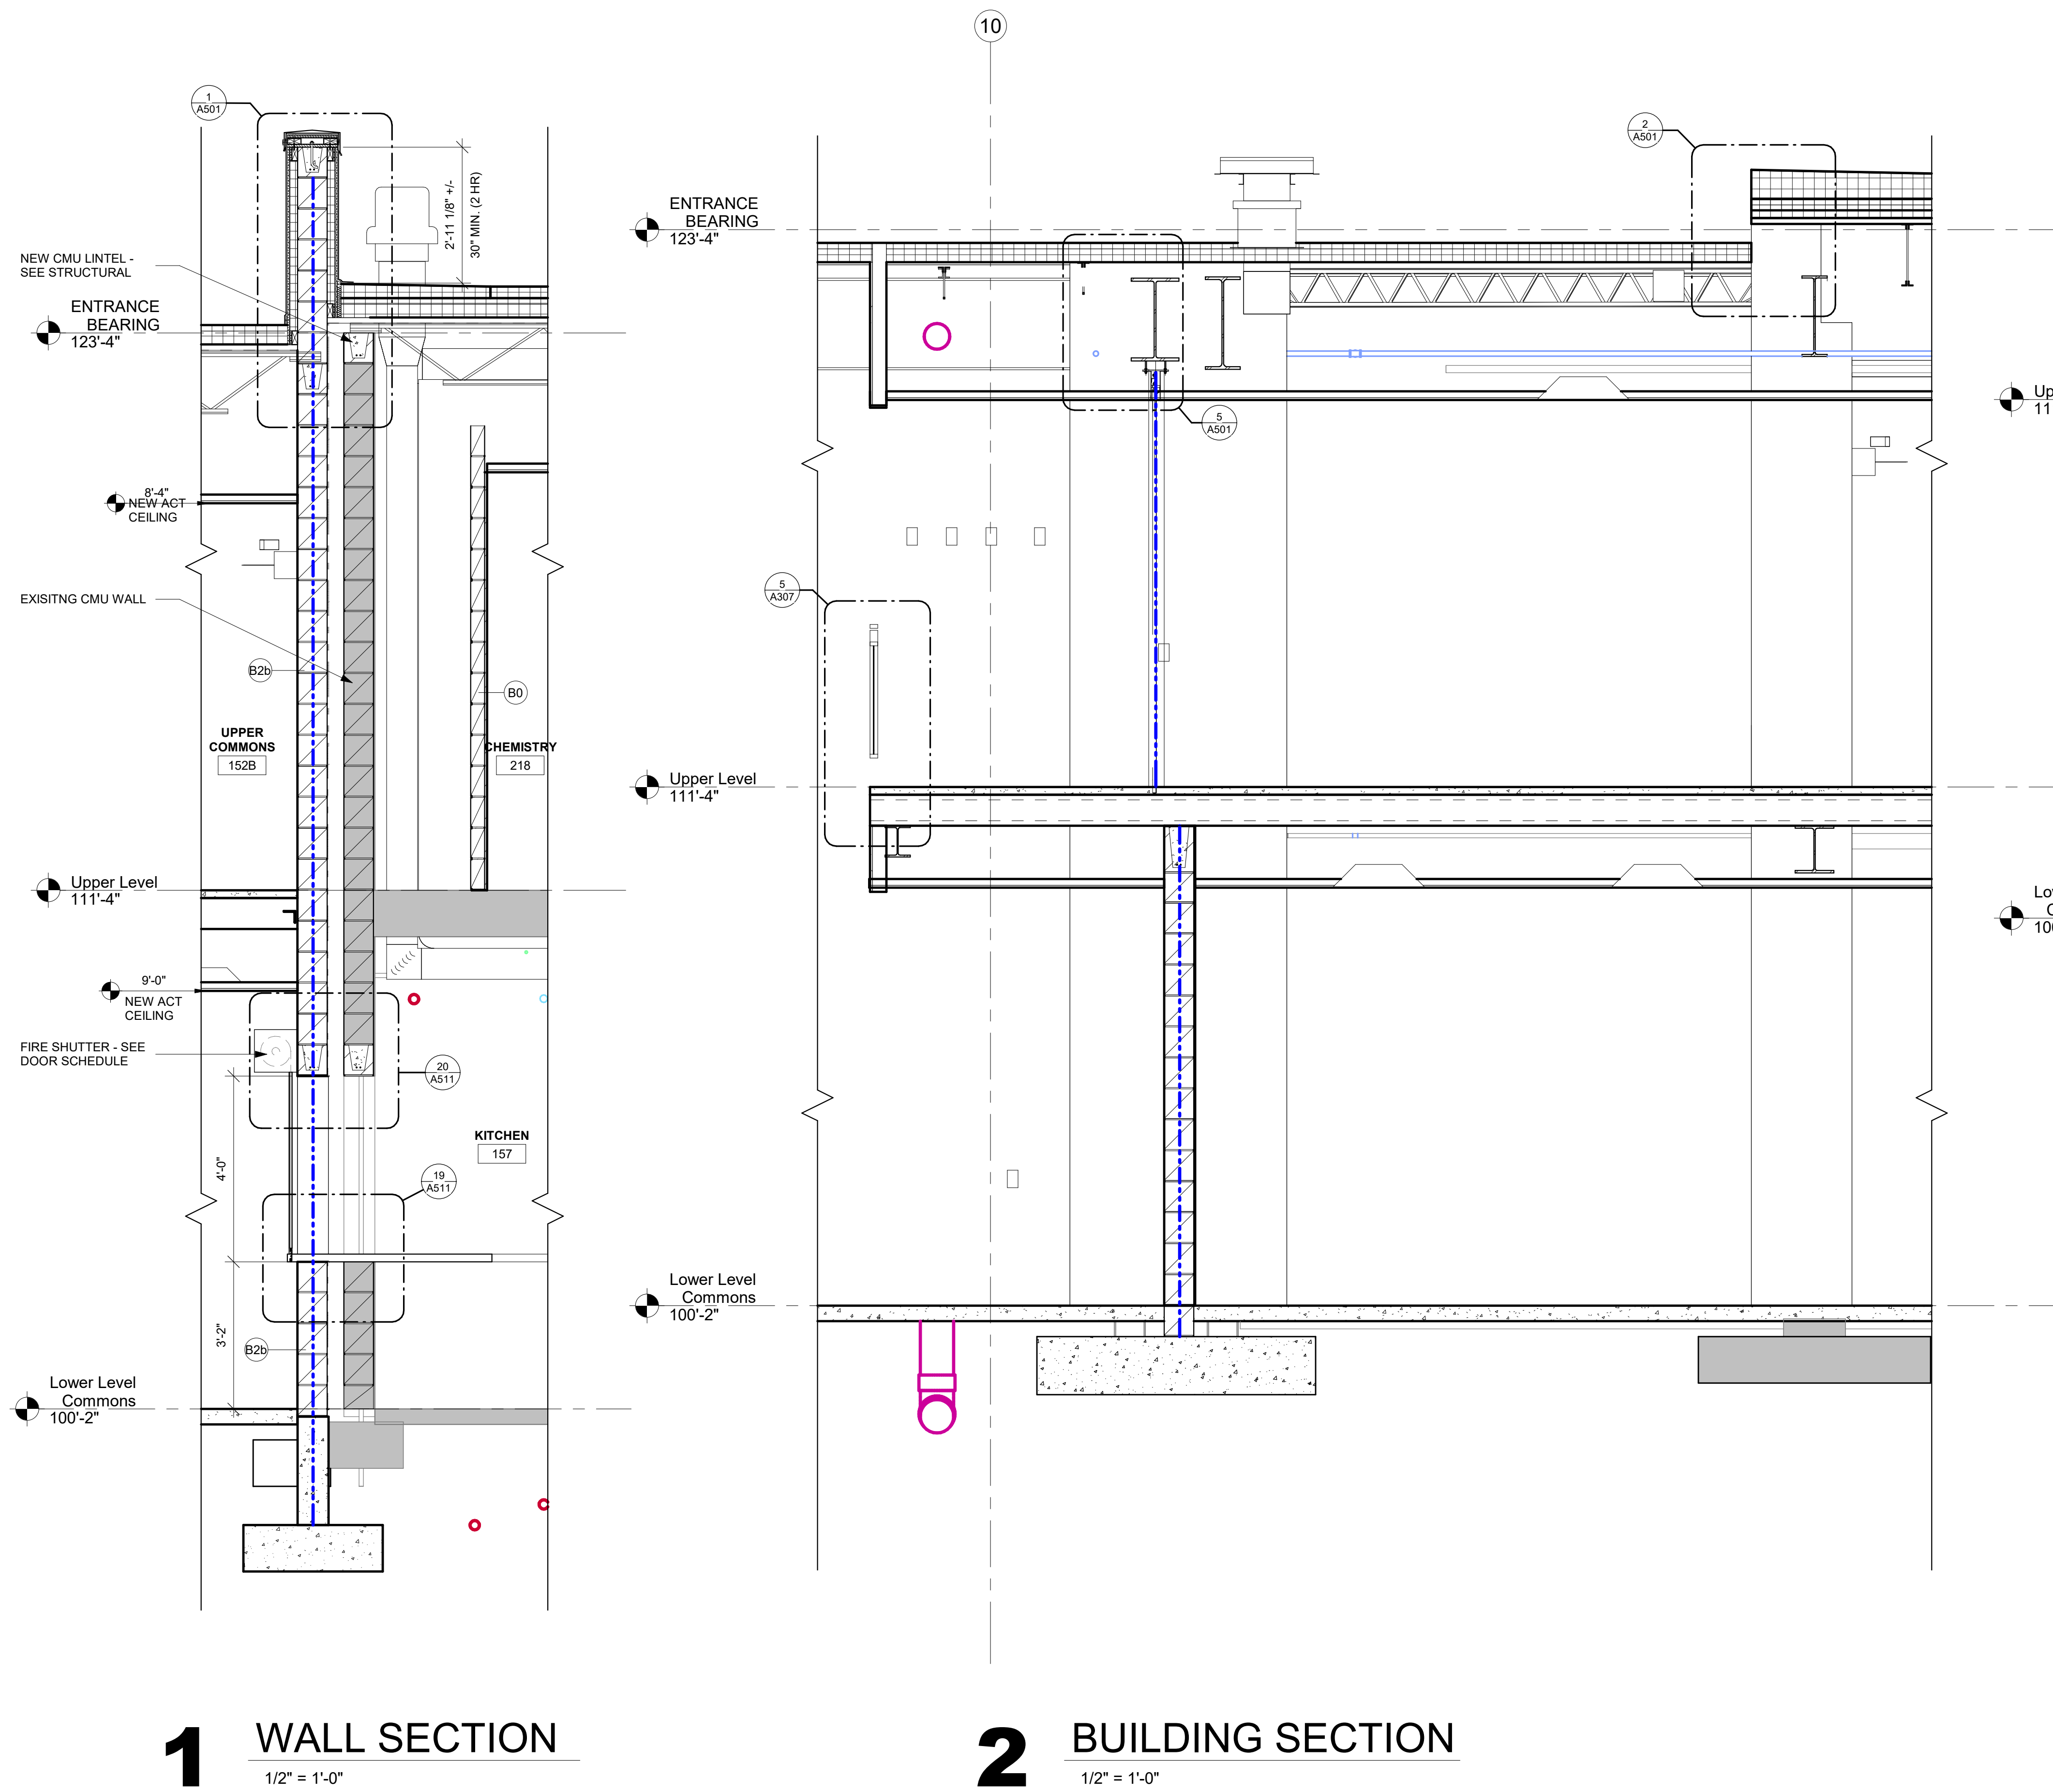 10
1
A501
2
A501
2'-11 1/8" +/-
30" MIN. (2 HR)
ENTRANCE
BEARING
123'-4"
NEW CMU LINTEL -
SEE STRUCTURAL
ENTRANCE
BEARING
123'-4"
5
A501
8'-4"
NEW ACT
CEILING
EXISITNG CMU WALL
5
A307
B2b
B0
UPPER
COMMONS
152B
CHEMISTRY
218
Upper Level
111'-4"
Upper Level
111'-4"
9'-0"
NEW ACT
CEILING
FIRE SHUTTER - SEE
DOOR SCHEDULE
20
A511
KITCHEN
157
4'-0"
19
A511
3'-2"
B2b
Lower Level
Commons
100'-2"
Lower Level
Commons
100'-2"
1
WALL SECTION
1/2" = 1'-0"
2
BUILDING SECTION
1/2" = 1'-0"